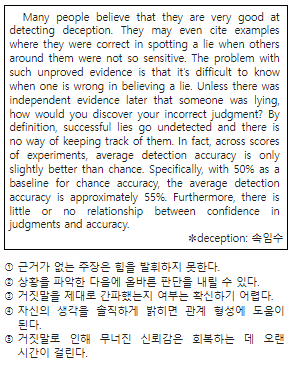 Many people believe that they are very good at
detecting deception. They may even cite examples
where they were correct in spotting a lie when others
around them were not so sensitive. The problem with
such unproved evidence is that it's difficult to know
when one is wrong in believing a lie. Unless there was
independent evidence later that someone was lying,
how would you discover your incorrect judgment? By
definition, successful lies go undetected and there is
no way of keeping track of them. In fact, across scores
of experiments, average detection accuracy is only
slightly better than chance. Specifically, with 50% as a
baseline for chance accuracy, the average detection
accuracy is approximately 55%. Furthermore, there is
little or no relationship between confidence in
judgments and accuracy.
※deception: 속임수
① 근거가 없는 주장은 힘을 발휘하지 못한다.
② 상황을 파악한 다음에 올바른 판단을 내릴 수 있다.
③ 거짓말을 제대로 간파했는지 여부는 확신하기 어렵다.
④ 자신의 생각을 솔직하게 밝히면 관계 형성에 도움이
된다.
⑤ 거짓말로 인해 무너진 신뢰감은 회복하는 데 오랜
시간이 걸린다.